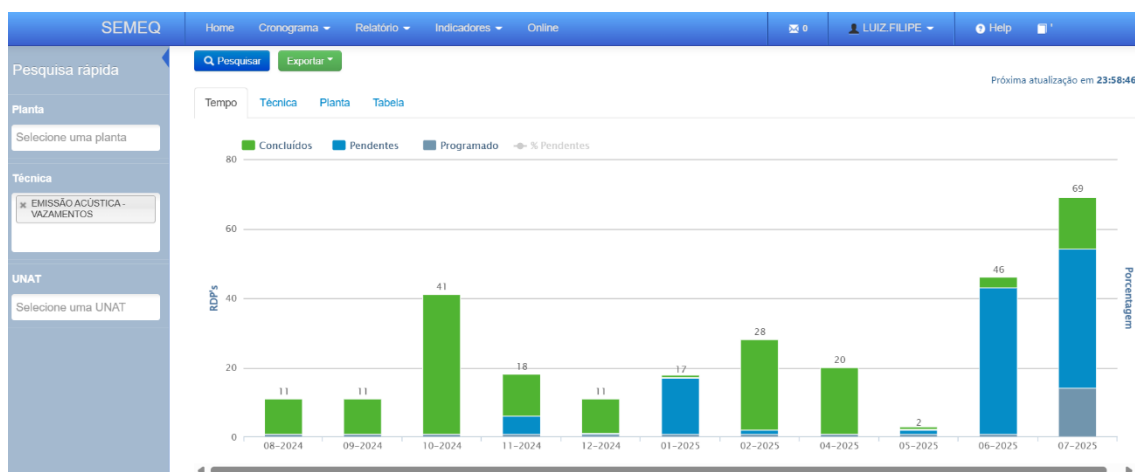 SEMEQ
Home Cronograma Relatório Indicadores Online 0 LUIZ.FILIPE Help
Pesquisa rápida
Planta
Selecione uma planta
Técnica
EMISSÃO ACÚSTICA -
VAZAMENTOS
UNAT
Selecione uma UNAT
Pesquisar Exportar
Próxima atualização em 23:58:46
Tempo Técnica Planta Tabela
Concluídos Pendentes Programado % Pendentes
80
60
40
20
0
RDP's
Porcentagem
11 11 41 18 11 17 28 20 2 46 69
08-2024 09-2024 10-2024 11-2024 12-2024 01-2025 02-2025 04-2025 05-2025 06-2025 07-2025